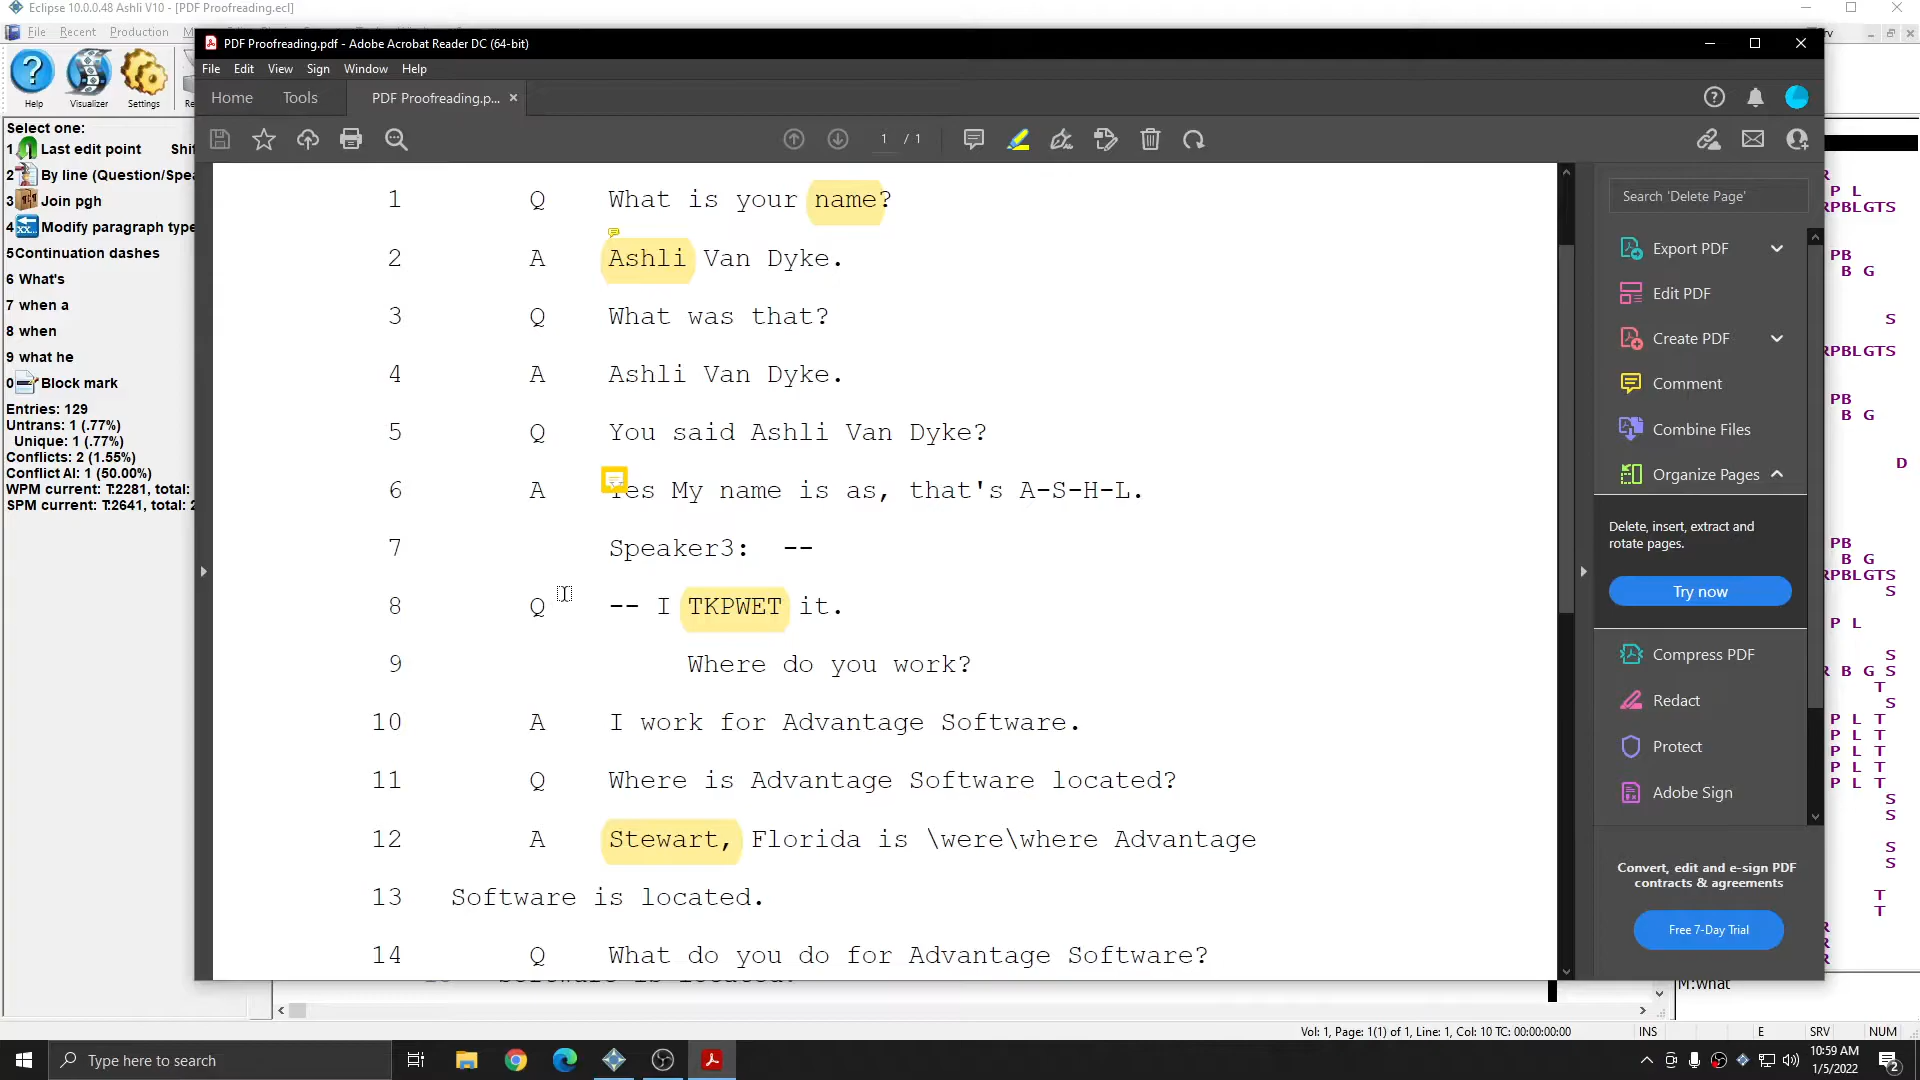 Eclipse 10.0.0.48 Ashli V10 - [PDF Proofreading.ecl]
File Recent Production
PDF Proofreading.pdf - Adobe Acrobat Reader DC (64-bit)
File Edit View Sign Window Help
Home Tools PDF Proofreading.p... ×
1 / 1
Help Visualizer Settings
Select one:
1 Last edit point
2 By line (Question/Spea
3 Join pgh
4 Modify paragraph type
5Continuation dashes
6 What's
7 when a
8 when
9 what he
0 Block mark
Entries: 129
Untrans: 1 (.77%)
Unique: 1 (.77%)
Conflicts: 2 (1.55%)
Conflict AI: 1 (50.00%)
WPM current: T:2281, total:
SPM current: T:2641, total: 2
1 Q What is your name?
2 A Ashli Van Dyke.
3 Q What was that?
4 A Ashli Van Dyke.
5 Q You said Ashli Van Dyke?
6 A Yes My name is as, that's A-S-H-L.
7 Speaker3: --
8 Q -- I TKPWET it.
9 Where do you work?
10 A I work for Advantage Software.
11 Q Where is Advantage Software located?
12 A Stewart, Florida is \were\where Advantage
13 Software is located.
14 Q What do you do for Advantage Software?
Search 'Delete Page'
Export PDF
Edit PDF
Create PDF
Comment
Combine Files
Organize Pages
Delete, insert, extract and
rotate pages.
Try now
Compress PDF
Redact
Protect
Adobe Sign
Convert, edit and e-sign PDF
contracts & agreements
Free 7-Day Trial
R
P L
RPBLGTS
PB
B G
S
RPBLGTS
PB
B G
D
PB
B G
RPBLGTS
S
P L
S
R B G S
T
S
P L T
P L T
P L T
P L T
P L T
S
S
S
S
T
T
R
R
R
M:what
Vol: 1, Page: 1(1) of 1, Line: 1, Col: 10 TC: 00:00:00:00 INS E SRV NUM
Type here to search
10:59 AM
1/5/2022
2